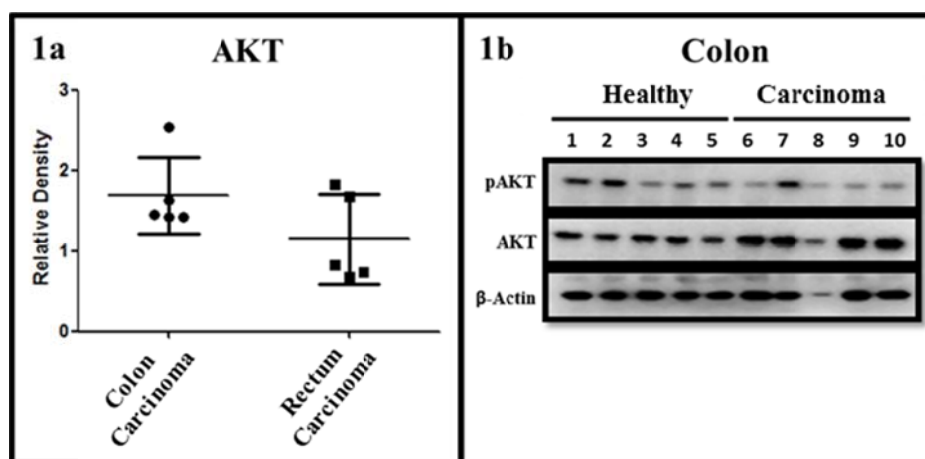 1a
AKT
3
2
1
0
Relative Density
Colon
Carcinoma
Rectum
Carcinoma
1b
Colon
Healthy
Carcinoma
1 2 3 4 5 6 7 8 9 10
pAKT
AKT
β-Actin